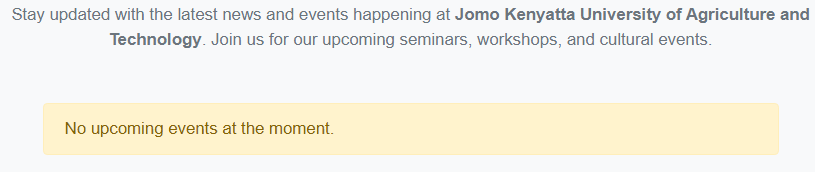 Stay updated with the latest news and events happening at Jomo Kenyatta University of Agriculture and
Technology. Join us for our upcoming seminars, workshops, and cultural events.
No upcoming events at the moment.